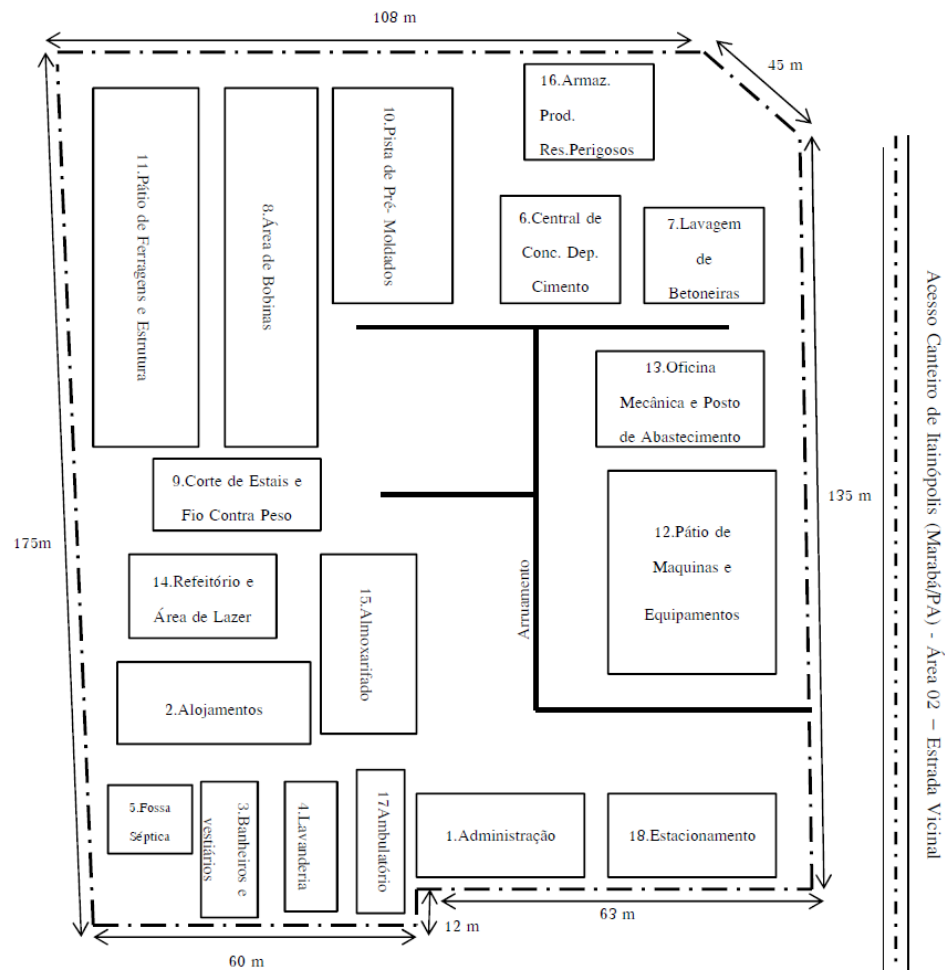 108 m
45 m
16.Armaz.
Prod.
Res.Perigosos
11.Pátio de Ferragens e Estrutura
8.Área de Bobinas
10.Pista de Pré- Moldados
6.Central de
Conc. Dep.
Cimento
7.Lavagem
de
Betoneiras
13.Oficina
Mecânica e Posto
de Abastecimento
9.Corte de Estais e
Fio Contra Peso
175m
135 m
12.Pátio de
Maquinas e
Equipamentos
14.Refeitório e
Área de Lazer
15.Almoxarifado
Arruamento
2.Alojamentos
5.Fossa
Séptica
3.Banheiros e
vestiários
4.Lavanderia
17Ambulatório
1.Administração
18.Estacionamento
12 m
63 m
60 m
Acesso Canteiro de Itainópolis (Marabá/PA) - Área 02 – Estrada Vicinal